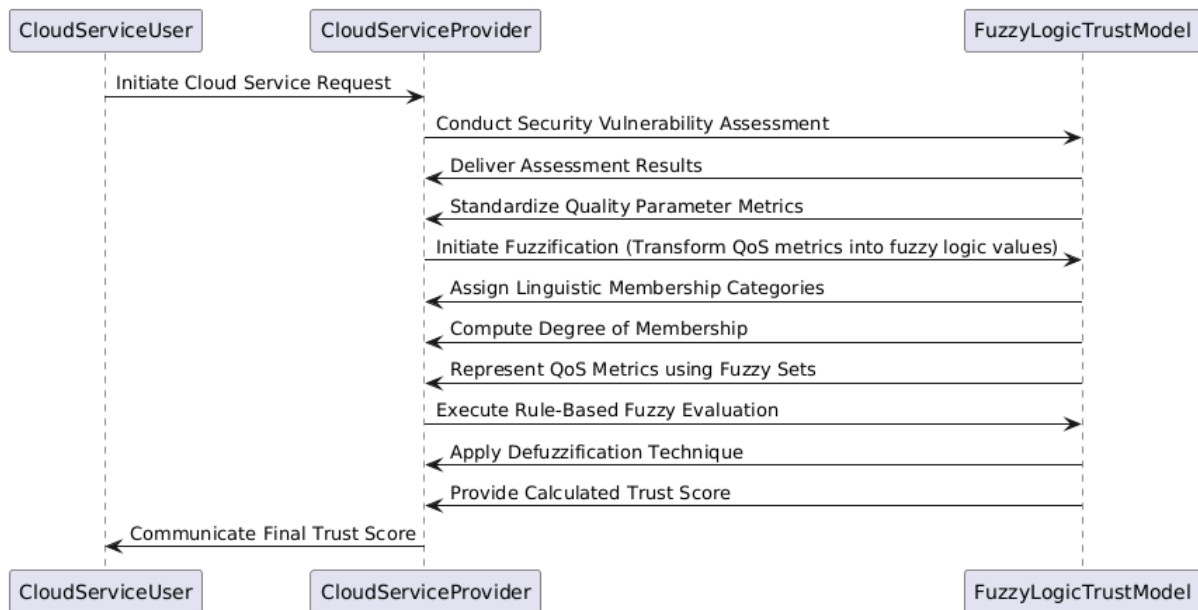 CloudServiceUser CloudServiceProvider FuzzyLogicTrustModel
Initiate Cloud Service Request
Conduct Security Vulnerability Assessment
Deliver Assessment Results
Standardize Quality Parameter Metrics
Initiate Fuzzification (Transform QoS metrics into fuzzy logic values)
Assign Linguistic Membership Categories
Compute Degree of Membership
Represent QoS Metrics using Fuzzy Sets
Execute Rule-Based Fuzzy Evaluation
Apply Defuzzification Technique
Provide Calculated Trust Score
Communicate Final Trust Score
CloudServiceUser CloudServiceProvider FuzzyLogicTrustModel